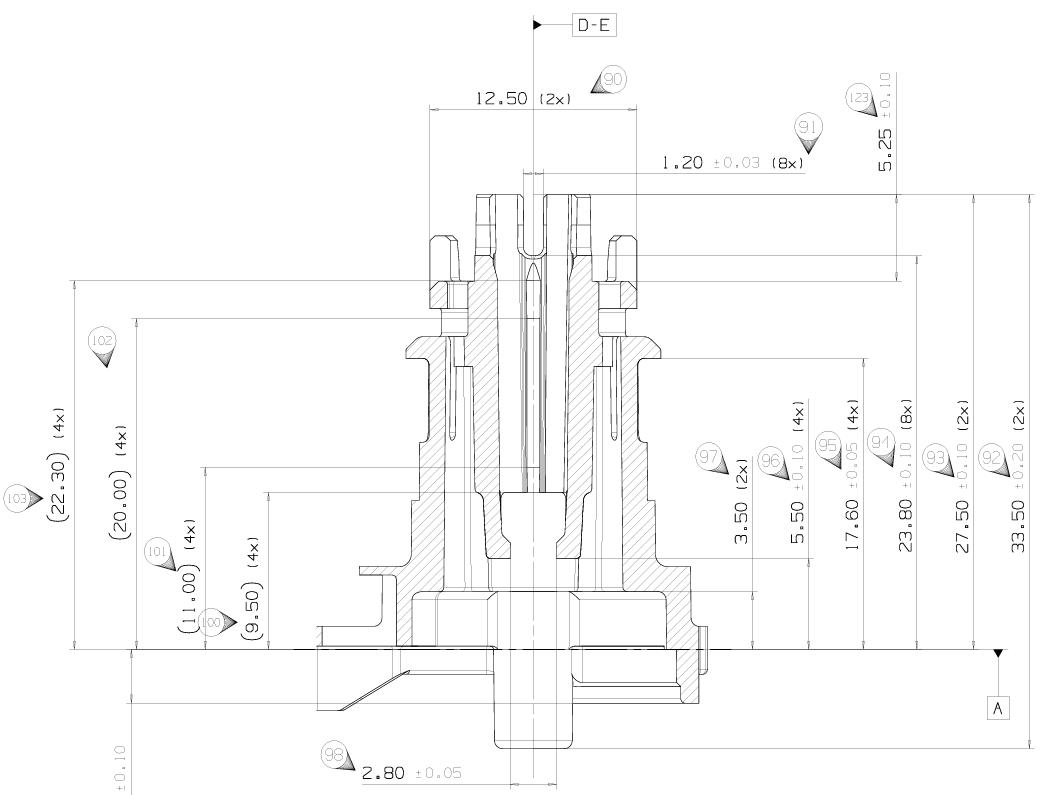 D-E
90
12.50 (2x)
123
5.25 ±0.10
91
1.20 ±0.03 (8x)
102
103
(22.30) (4x)
(20.00) (4x)
101
(11.00) (4x)
100
(9.50) (4x)
97
3.50 (2x)
96
5.50 ±0.10 (4x)
95
17.60 ±0.05 (4x)
94
23.80 ±0.10 (8x)
93
27.50 ±0.10 (2x)
92
33.50 ±0.20 (2x)
A
±0.10
98
2.80 ±0.05